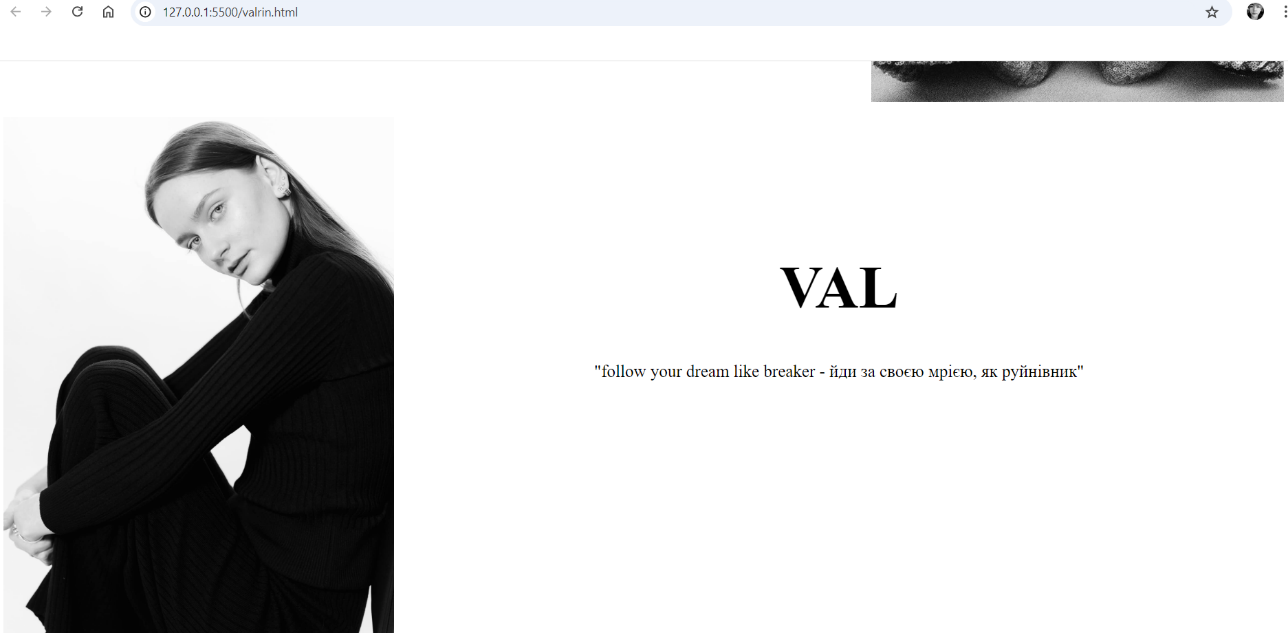 127.0.0.1:5500/valrin.html
VAL
"follow your dream like breaker - йди за своєю мрією, як руйнівник"